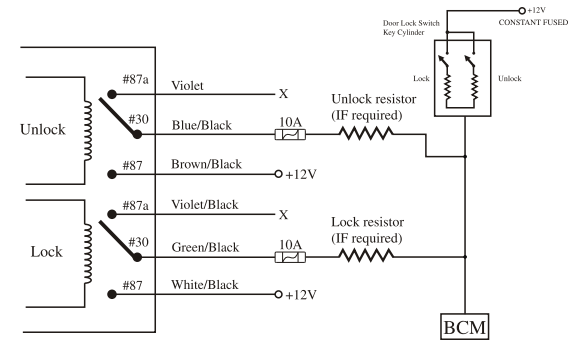 Door Lock Switch
Key Cylinder
+12V
CONSTANT FUSED
Lock
Unlock
#87a
Violet
X
Unlock resistor
(IF required)
#30
Blue/Black
10A
Unlock
#87
Brown/Black
+12V
#87a
Violet/Black
X
Lock resistor
(IF required)
#30
Green/Black
10A
Lock
#87
White/Black
+12V
BCM